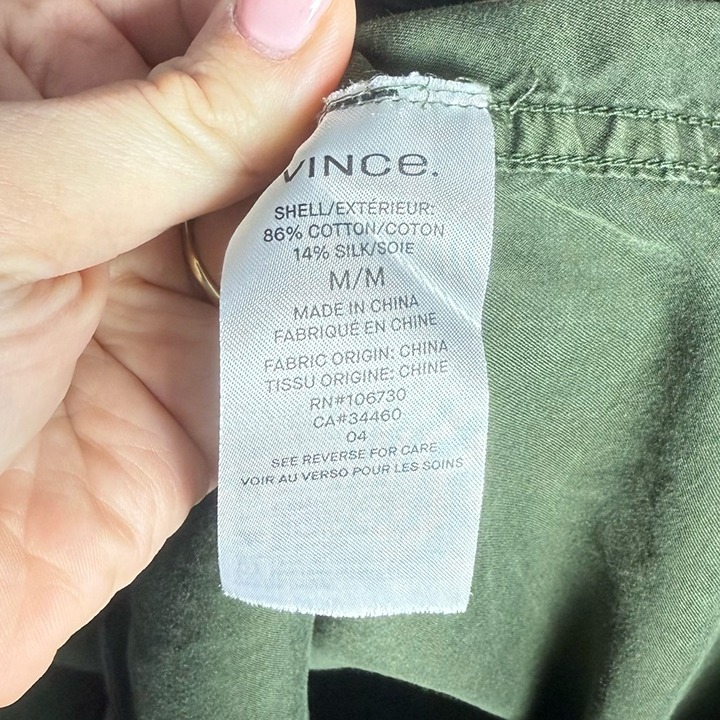 VINCe.
SHELL/EXTÉRIEUR:
86% COTTON/COTON
14% SILK/SOIE
M/M
MADE IN CHINA
FABRIQUÉ EN CHINE
FABRIC ORIGIN: CHINA
TISSU ORIGINE: CHINE
RN#106730
CA#34460
04
SEE REVERSE FOR CARE
VOIR AU VERSO POUR LES SOINS